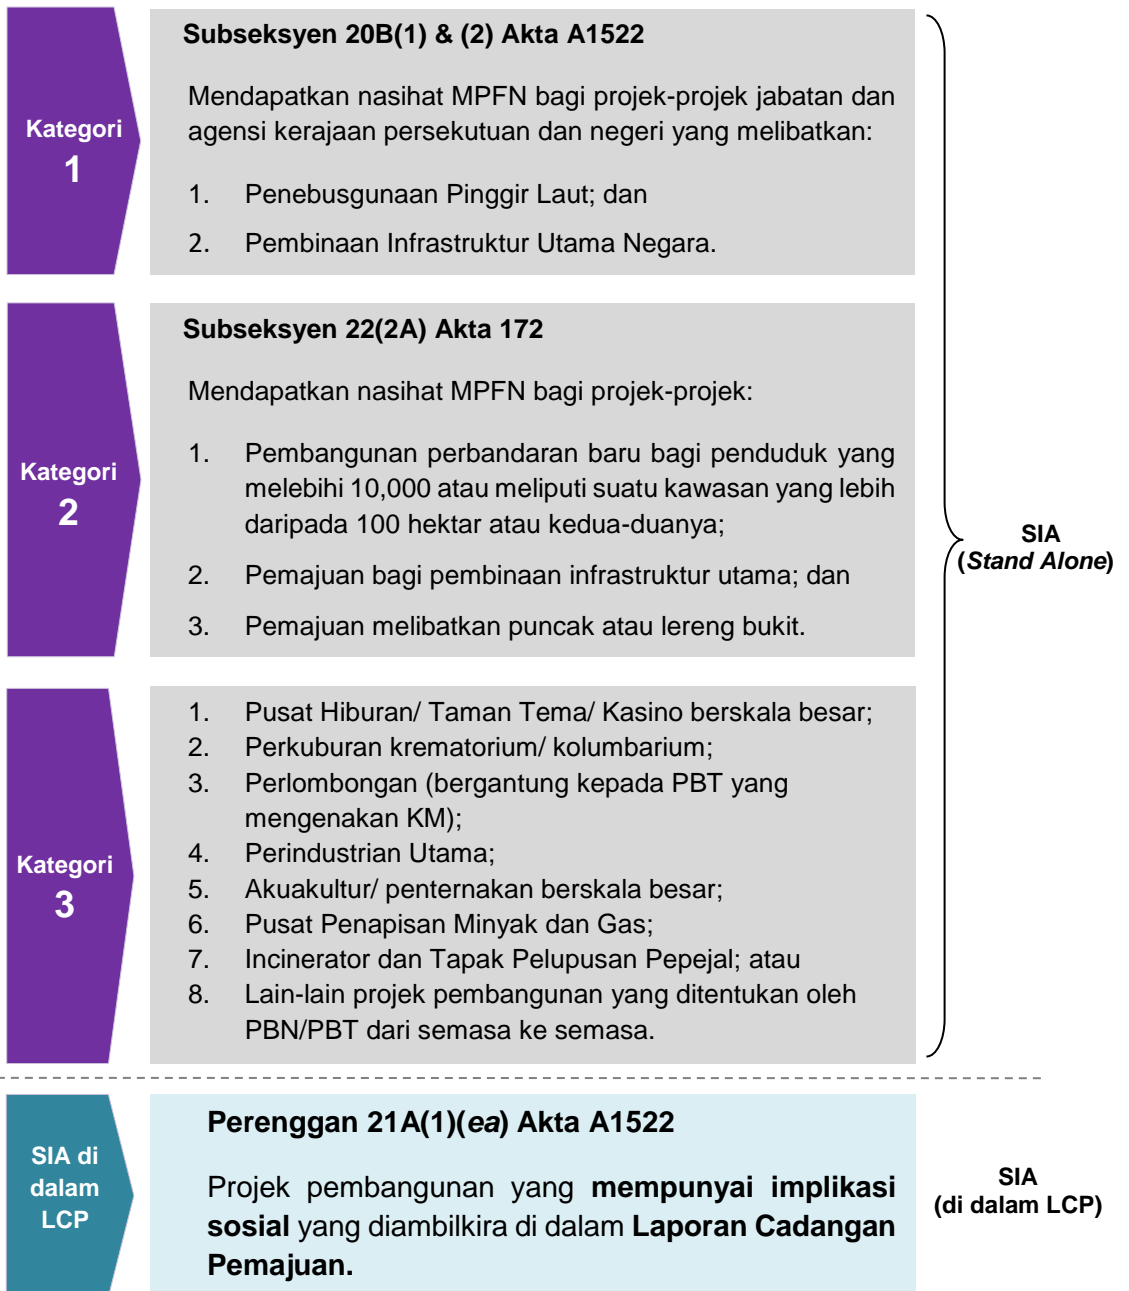 Kategori
1
Subseksyen 20B(1) & (2) Akta A1522
Mendapatkan nasihat MPFN bagi projek-projek jabatan dan
agensi kerajaan persekutuan dan negeri yang melibatkan:
1. Penebusgunaan Pinggir Laut; dan
2. Pembinaan Infrastruktur Utama Negara.
Kategori
2
Subseksyen 22(2A) Akta 172
Mendapatkan nasihat MPFN bagi projek-projek:
1. Pembangunan perbandaran baru bagi penduduk yang
melebihi 10,000 atau meliputi suatu kawasan yang lebih
daripada 100 hektar atau kedua-duanya;
2. Pemajuan bagi pembinaan infrastruktur utama; dan
3. Pemajuan melibatkan puncak atau lereng bukit.
Kategori
3
1. Pusat Hiburan/ Taman Tema/ Kasino berskala besar;
2. Perkuburan krematorium/ kolumbarium;
3. Perlombongan (bergantung kepada PBT yang
mengenakan KM);
4. Perindustrian Utama;
5. Akuakultur/ penternakan berskala besar;
6. Pusat Penapisan Minyak dan Gas;
7. Incinerator dan Tapak Pelupusan Pepejal; atau
8. Lain-lain projek pembangunan yang ditentukan oleh
PBN/PBT dari semasa ke semasa.
SIA
(Stand Alone)
SIA di
dalam
LCP
Perenggan 21A(1)(ea) Akta A1522
Projek pembangunan yang mempunyai implikasi
sosial yang diambilkira di dalam Laporan Cadangan
Pemajuan.
SIA
(di dalam LCP)